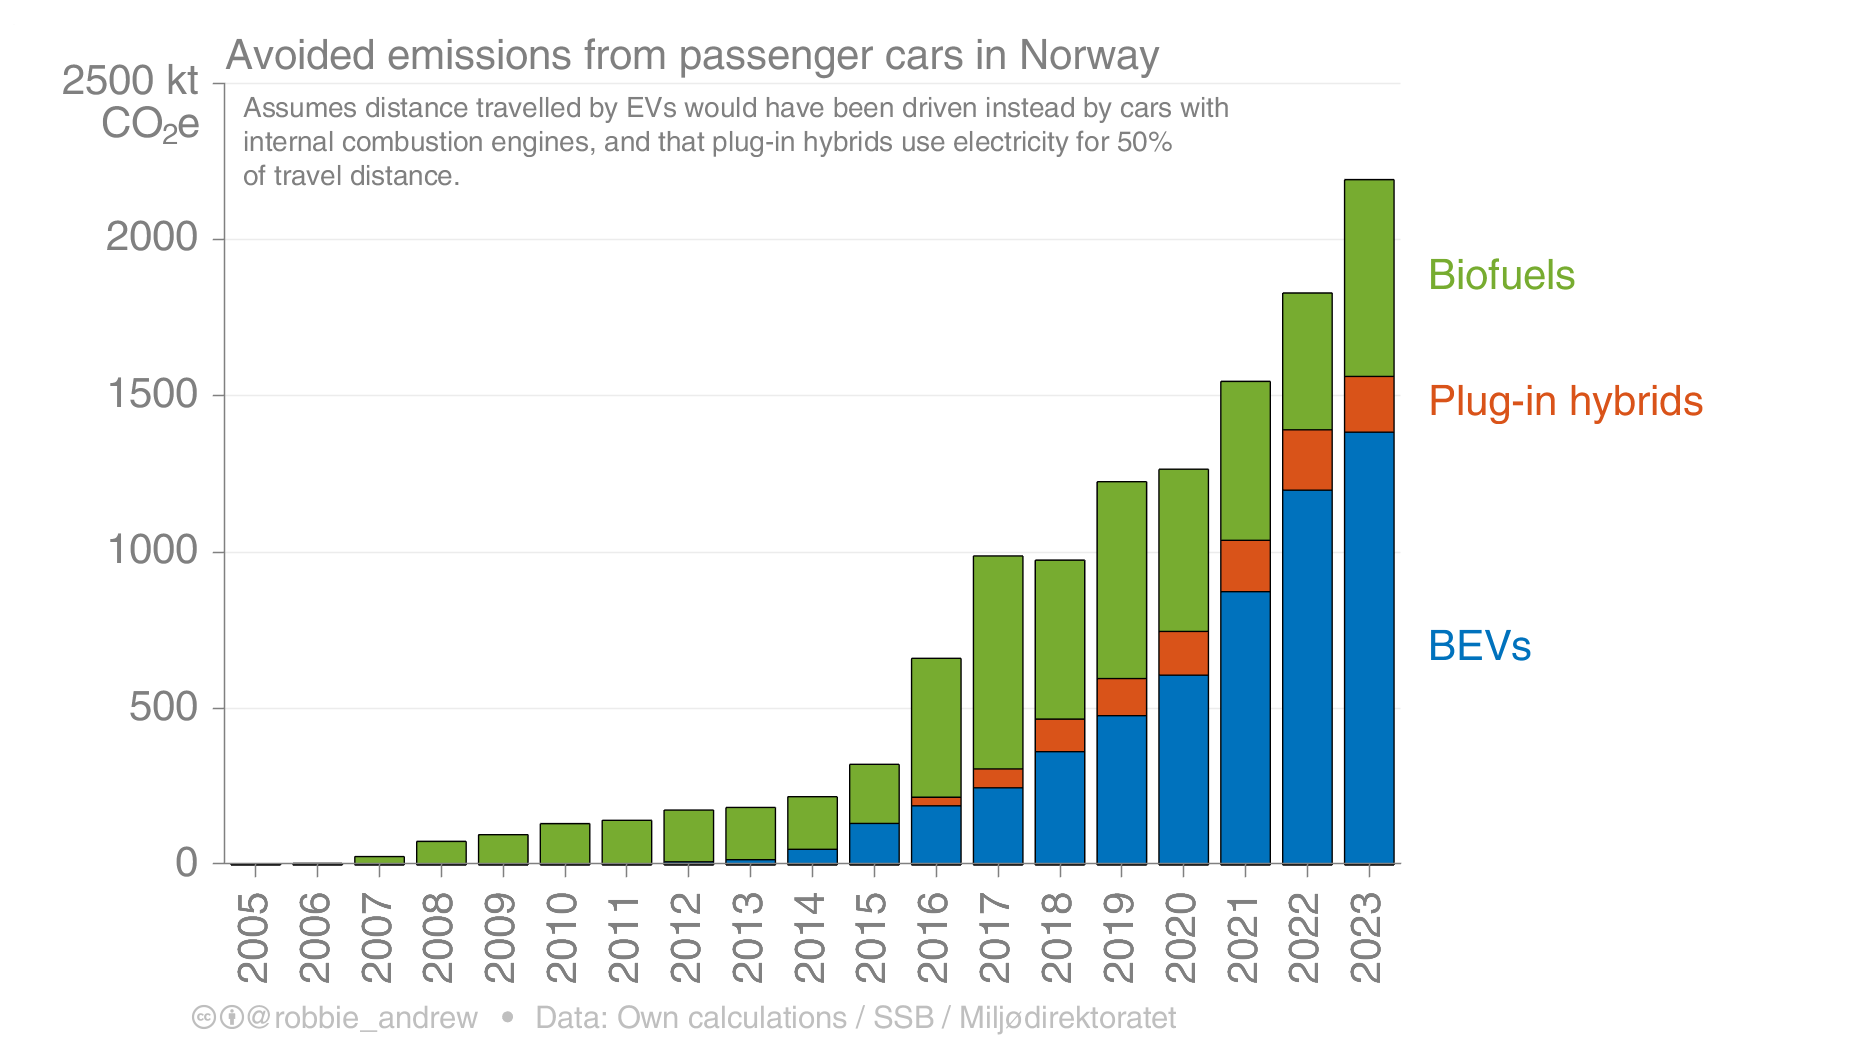 Avoided emissions from passenger cars in Norway
2500 kt
CO₂e
Assumes distance travelled by EVs would have been driven instead by cars with
internal combustion engines, and that plug-in hybrids use electricity for 50%
of travel distance.
2000
1500
1000
500
0
Biofuels
Plug-in hybrids
BEVs
2005
2006
2007
2008
2009
2010
2011
2012
2013
2014
2015
2016
2017
2018
2019
2020
2021
2022
2023
cc @robbie_andrew • Data: Own calculations / SSB / Miljødirektoratet